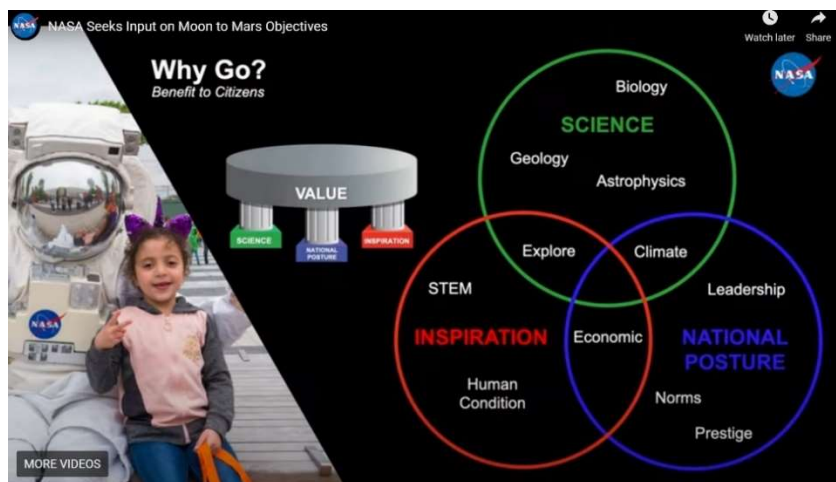 NASA
NASA Seeks Input on Moon to Mars Objectives
Watch later
Share
Why Go?
Benefit to Citizens
NASA
VALUE
SCIENCE
NATIONAL
POSTURE
INSPIRATION
Biology
SCIENCE
Geology
Astrophysics
Explore
Climate
STEM
Leadership
INSPIRATION
Economic
NATIONAL
POSTURE
Human
Condition
Norms
Prestige
NASA
MORE VIDEOS